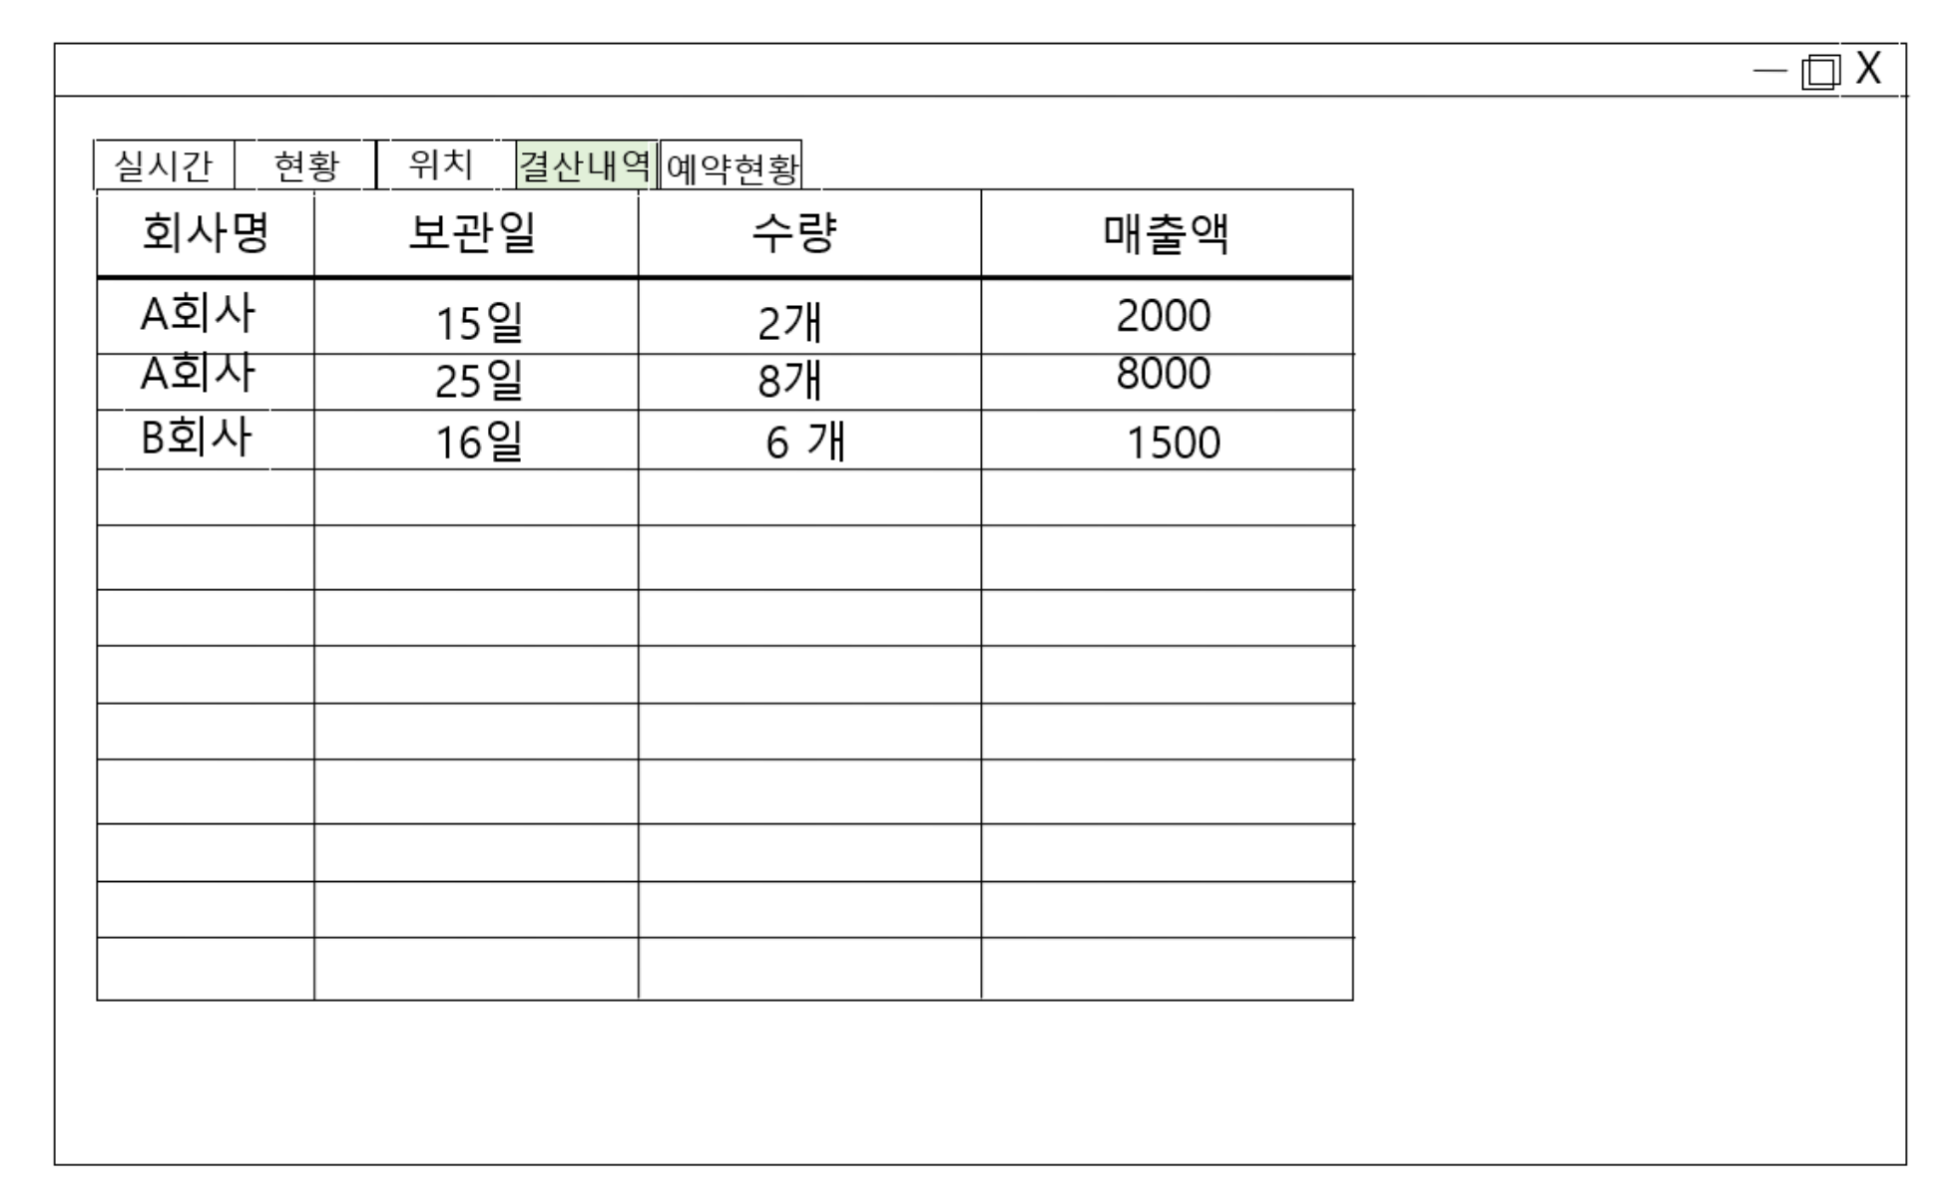 X
실시간 현황 위치 결산내역 예약현황
회사명 보관일 수량 매출액
A회사 15일 2개 2000
A회사 25일 8개 8000
B회사 16일 6 개 1500